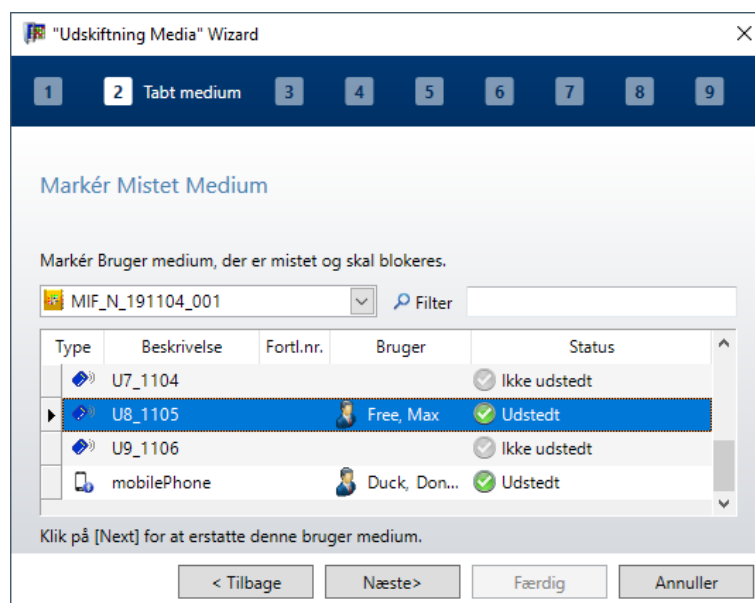 "Udskiftning Media" Wizard
1 2 Tabt medium 3 4 5 6 7 8 9
Markér Mistet Medium
Markér Bruger medium, der er mistet og skal blokeres.
MIF_N_191104_001 Filter
Type Beskrivelse Fortl.nr. Bruger Status
U7_1104 Ikke udstedt
U8_1105 Free, Max Udstedt
U9_1106 Ikke udstedt
mobilePhone Duck, Don... Udstedt
Klik på [Next] for at erstatte denne bruger medium.
< Tilbage Næste> Færdig Annuller